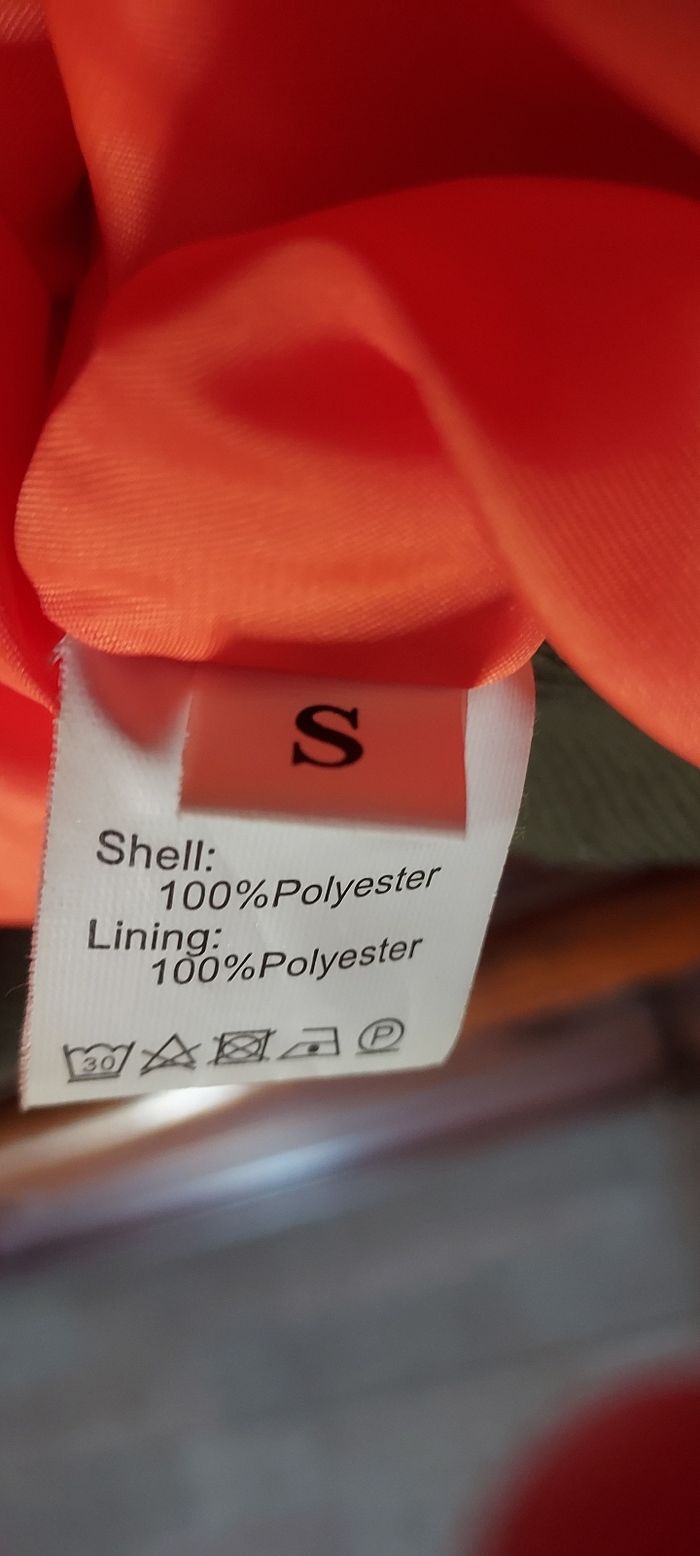 S
Shell:
100%Polyester
Lining:
100%Polyester
30 P